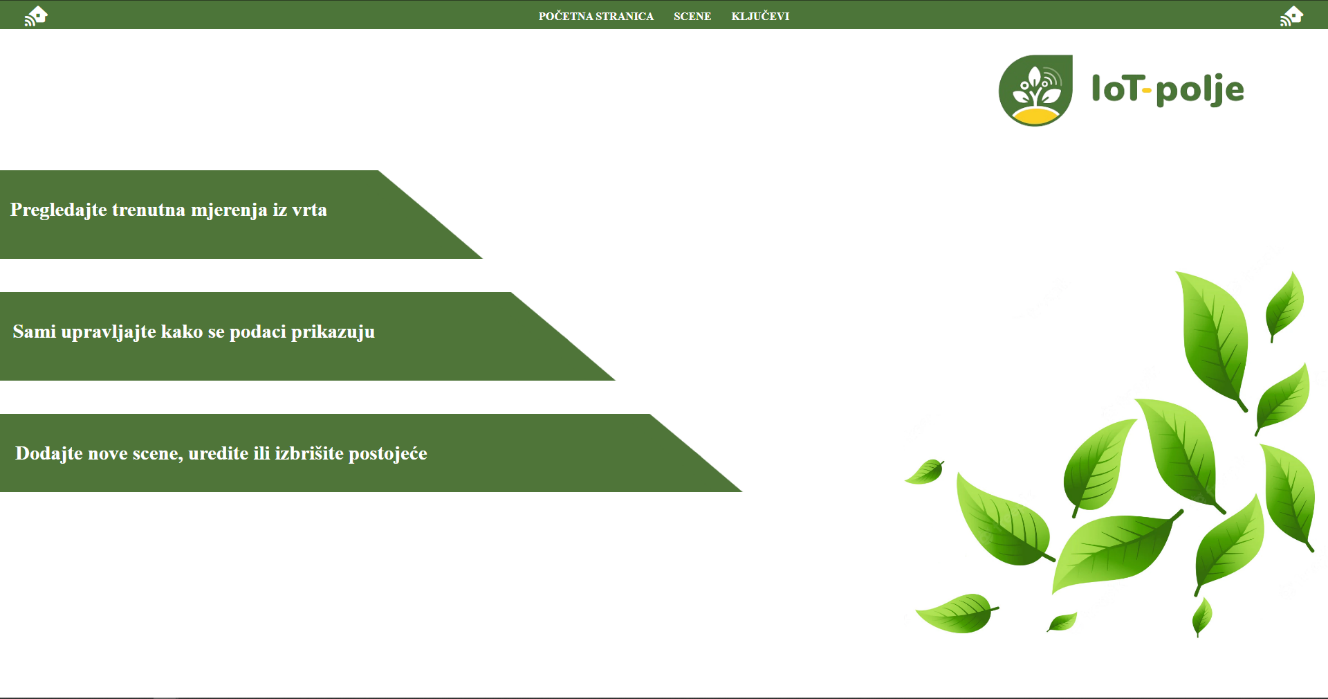 POČETNA STRANICA SCENE KLJUČEVI
IoT-polje
Pregledajte trenutna mjerenja iz vrta
Sami upravljajte kako se podaci prikazuju
Dodajte nove scene, uredite ili izbrišite postojeće